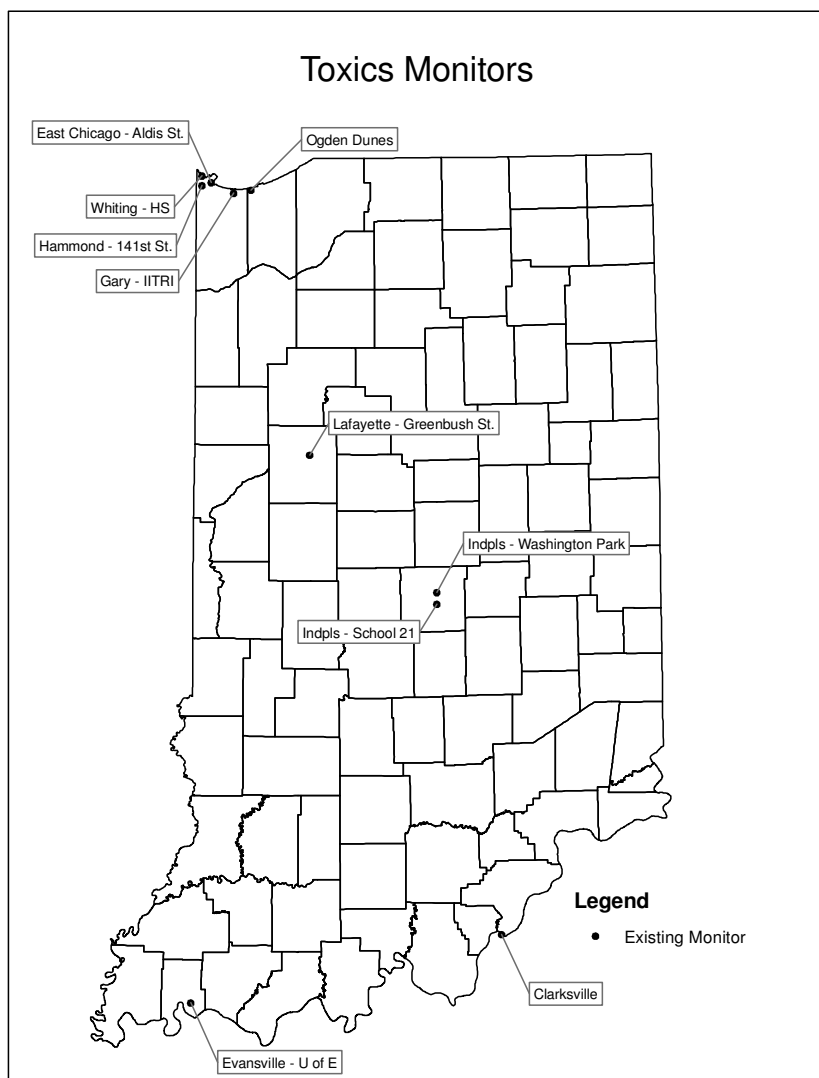 Toxics Monitors
East Chicago - Aldis St.
Ogden Dunes
Whiting - HS
Hammond - 141st St.
Gary - IITRI
Lafayette - Greenbush St.
Indpls - Washington Park
Indpls - School 21
Legend
Existing Monitor
Clarksville
Evansville - U of E